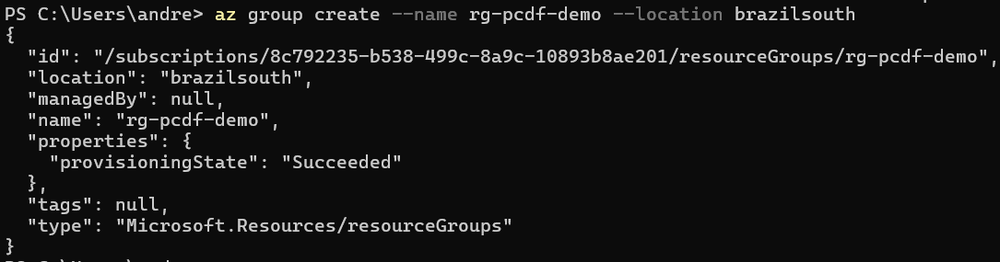 PS C:\Users\andre> az group create --name rg-pcdf-demo --location brazilsouth
{
  "id": "/subscriptions/8c792235-b538-499c-8a9c-10893b8ae201/resourceGroups/rg-pcdf-demo",
  "location": "brazilsouth",
  "managedBy": null,
  "name": "rg-pcdf-demo",
  "properties": {
    "provisioningState": "Succeeded"
  },
  "tags": null,
  "type": "Microsoft.Resources/resourceGroups"
}